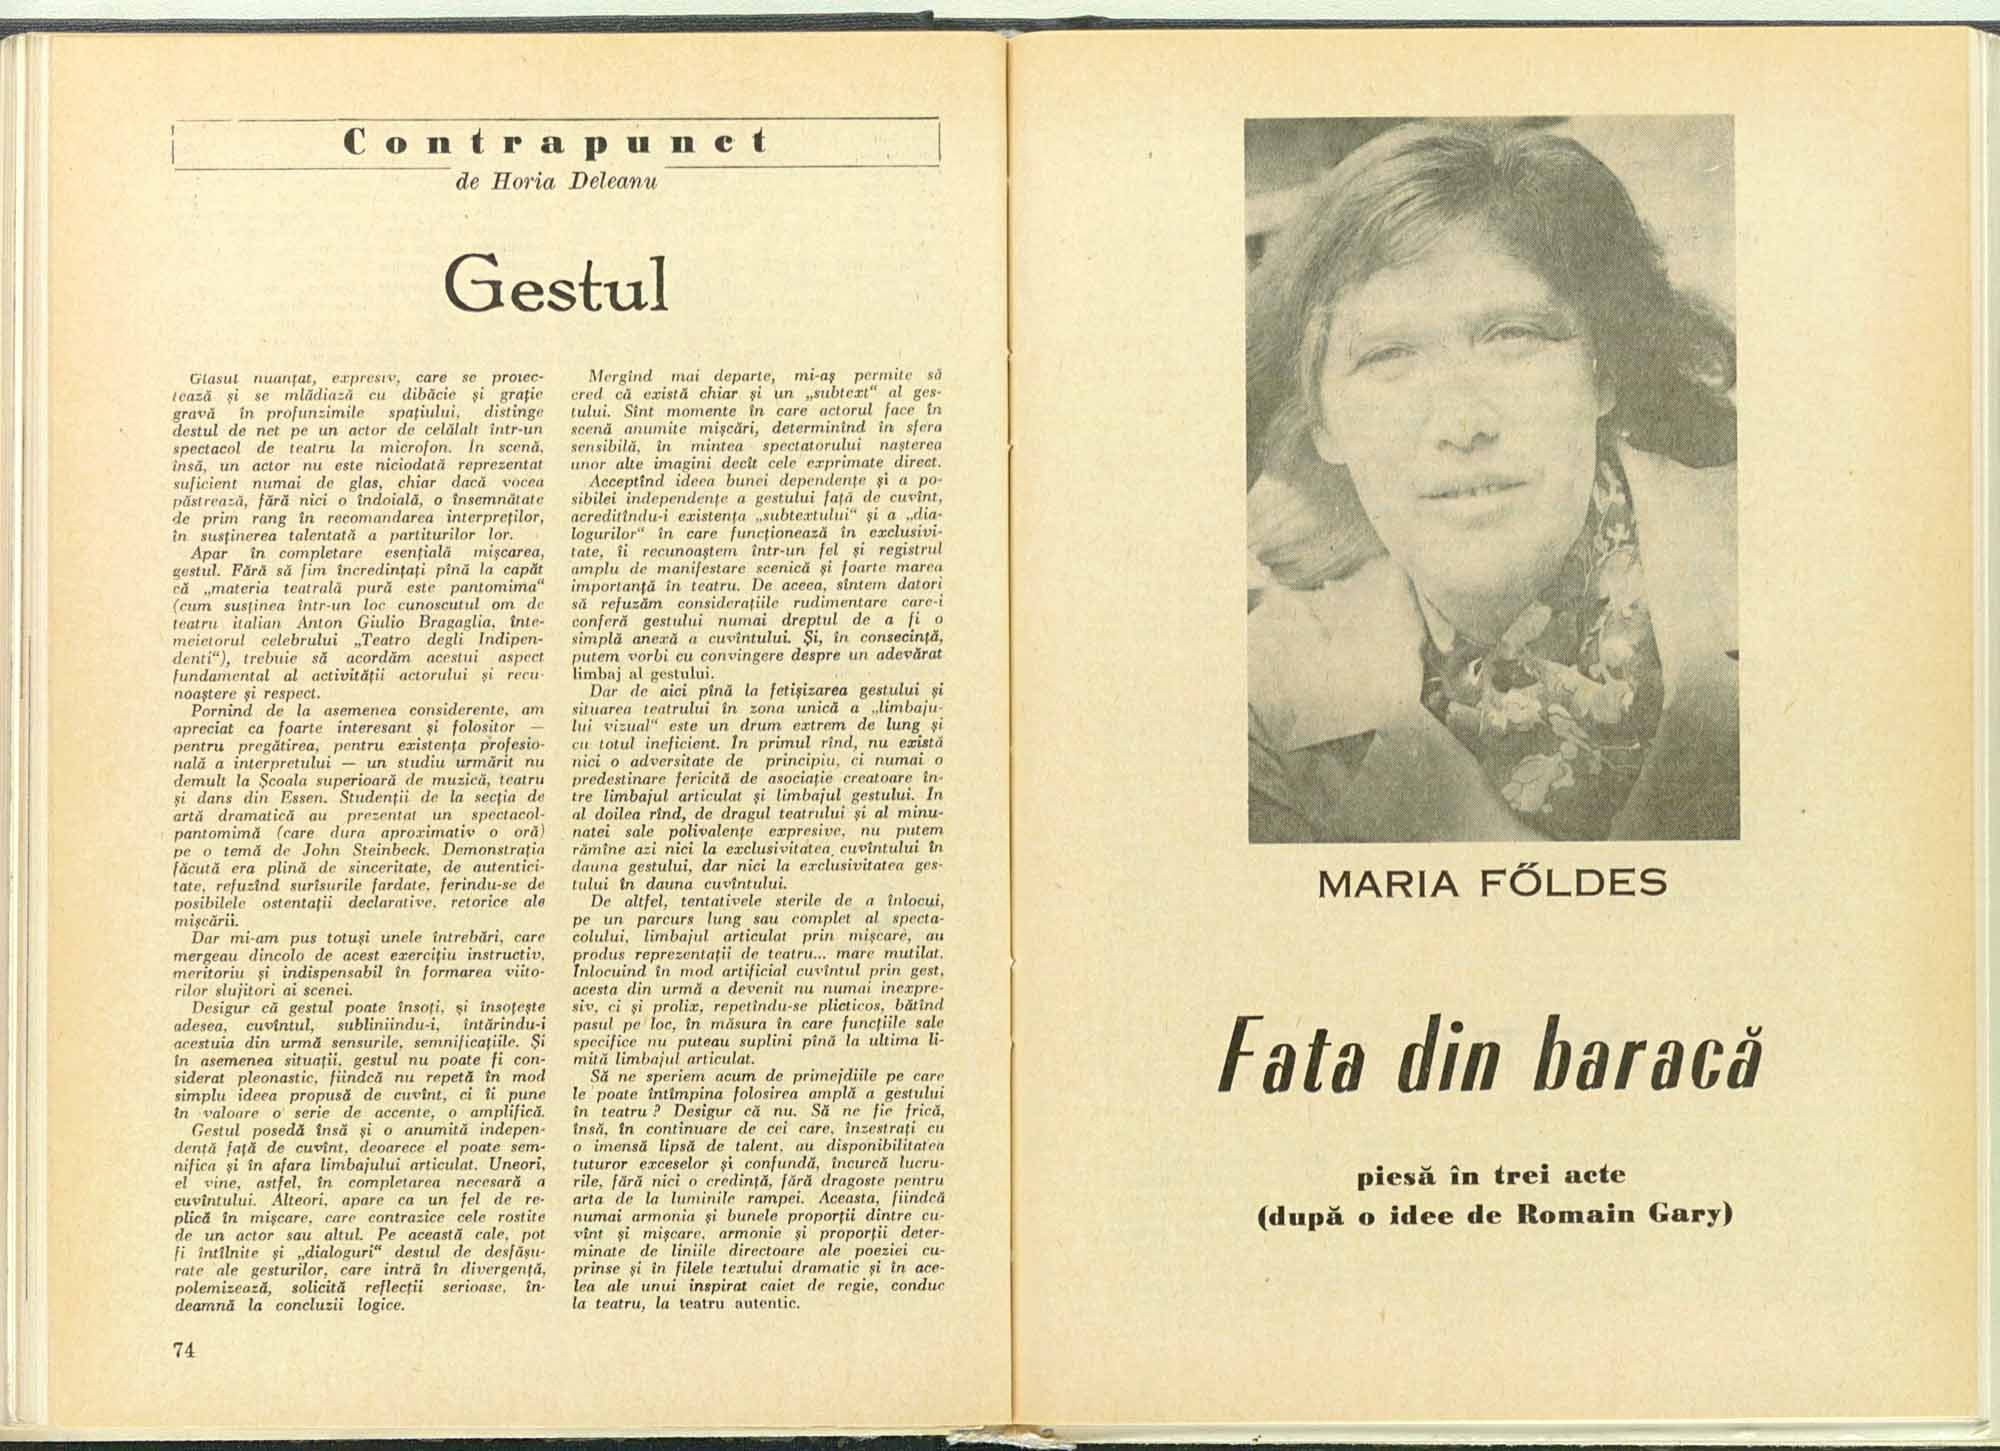 Contrapunct
de Horia Deleanu
Gestul
Glasul nuanțat, expresiv, care se proiec-
tează și se mlădiază cu dibăcie și grație
gravă în profunzimile spațiului, distinge
destul de net pe un actor de celălalt într-un
spectacol de teatru la microfon. In scenă,
însă, un actor nu este niciodată reprezentat
suficient numai de glas, chiar dacă vocea
păstrează, fără nici o îndoială, o însemnătate
de prim rang în recomandarea interpreților,
în susținerea talentată a partiturilor lor.
Apar în completare esențială mișcarea,
gestul. Fără să fim încredințați pînă la capăt
că „materia teatrală pură este pantomima“
(cum susținea într-un loc cunoscutul om de
teatru italian Anton Giulio Bragaglia, înte-
meietorul celebrului „Teatro degli Indipen-
denti“), trebuie să acordăm acestui aspect
fundamental al activității actorului și recu-
noaștere și respect.
Pornind de la asemenea considerente, am
apreciat ca foarte interesant și folositor —
pentru pregătirea, pentru existența profesio-
nală a interpretului — un studiu urmărit nu
demult la Școala superioară de muzică, teatru
și dans din Essen. Studenții de la secția de
artă dramatică au prezentat un spectacol-
pantomimă (care dura aproximativ o oră)
pe o temă de John Steinbeck. Demonstrația
făcută era plină de sinceritate, de autentici-
tate, refuzînd surîsurile fardate, ferindu-se de
posibilele ostentații declarative, retorice ale
mișcării.
Dar mi-am pus totuși unele întrebări, care
mergeau dincolo de acest exercițiu instructiv,
meritoriu și indispensabil în formarea viito-
rilor slujitori ai scenei.
Desigur că gestul poate însoți, și însoțește
adesea, cuvîntul, subliniindu-i, întărindu-i
acestuia din urmă sensurile, semnificațiile. Și
în asemenea situații, gestul nu poate fi con-
siderat pleonastic, fiindcă nu repetă în mod
simplu ideea propusă de cuvînt, ci îi pune
în valoare o serie de accente, o amplifică.
Gestul posedă însă și o anumită indepen-
dență față de cuvînt, deoarece el poate sem-
nifica și în afara limbajului articulat. Uneori,
el vine, astfel, în completarea necesară a
cuvîntului. Alteori, apare ca un fel de re-
plică în mișcare, care contrazice cele rostite
de un actor sau altul. Pe această cale, pot
fi întîlnite și „dialoguri“ destul de desfășu-
rate ale gesturilor, care intră în divergență,
polemizează, solicită reflecții serioase, în-
deamnă la concluzii logice.
Mergînd mai departe, mi-aș permite să
cred că există chiar și un „subtext“ al ges-
tului. Sînt momente în care actorul face în
scenă anumite mișcări, determinînd în sfera
sensibilă, în mintea spectatorului nașterea
unor alte imagini decît cele exprimate direct.
Acceptînd ideea bunei dependențe și a po-
sibilei independențe a gestului față de cuvînt,
acreditîndu-i existența „subtextului“ și a „dia-
logurilor“ în care funcționează în exclusivi-
tate, îi recunoaștem într-un fel și registrul
amplu de manifestare scenică și foarte marea
importanță în teatru. De aceea, sîntem datori
să refuzăm considerațiile rudimentare care-i
conferă gestului numai dreptul de a fi o
simplă anexă a cuvîntului. Și, în consecință,
putem vorbi cu convingere despre un adevărat
limbaj al gestului.
Dar de aici pînă la fetișizarea gestului și
situarea teatrului în zona unică a „limbaju-
lui vizual“ este un drum extrem de lung și
cu totul ineficient. In primul rînd, nu există
nici o adversitate de principiu, ci numai o
predestinare fericită de asociație creatoare în-
tre limbajul articulat și limbajul gestului. In
al doilea rînd, de dragul teatrului și al minu-
natei sale polivalențe expresive, nu putem
rămîne azi nici la exclusivitatea cuvîntului în
dauna gestului, dar nici la exclusivitatea ges-
tului în dauna cuvîntului.
De altfel, tentativele sterile de a înlocui,
pe un parcurs lung sau complet al specta-
colului, limbajul articulat prin mișcare, au
produs reprezentații de teatru... mare mutilat.
Inlocuind în mod artificial cuvîntul prin gest,
acesta din urmă a devenit nu numai inexpre-
siv, ci și prolix, repetîndu-se plicticos, bătînd
pasul pe loc, în măsura în care funcțiile sale
specifice nu puteau suplini pînă la ultima li-
mită limbajul articulat.
Să ne speriem acum de primejdiile pe care
le poate întîmpina folosirea amplă a gestului
în teatru ? Desigur că nu. Să ne fie frică,
însă, în continuare de cei care, înzestrați cu
o imensă lipsă de talent, au disponibilitatea
tuturor exceselor și confundă, încurcă lucru-
rile, fără nici o credință, fără dragoste pentru
arta de la luminile rampei. Aceasta, fiindcă
numai armonia și bunele proporții dintre cu-
vînt și mișcare, armonie și proporții deter-
minate de liniile directoare ale poeziei cu-
prinse și în filele textului dramatic și în ace-
lea ale unui inspirat caiet de regie, conduc
la teatru, la teatru autentic.
74
MARIA FŐLDES
Fata din baracă
piesă în trei acte
(după o idee de Romain Gary)